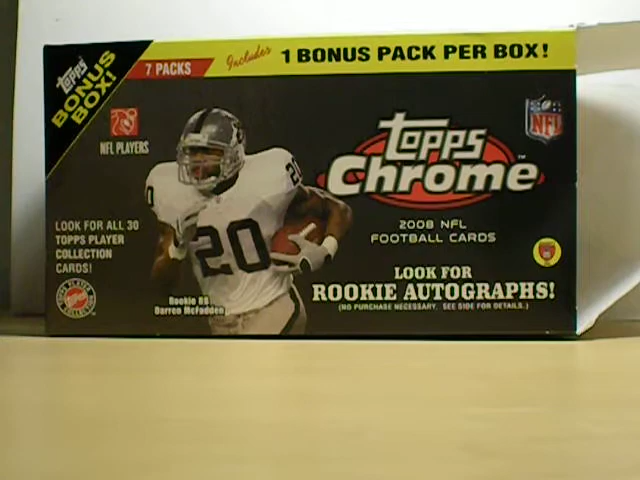 Topps
BONUS
BOX!
7 PACKS
Includes
1 BONUS PACK PER BOX!
NFL PLAYERS
NFL
Topps
Chrome™
2008 NFL
FOOTBALL CARDS
LOOK FOR ALL 30
TOPPS PLAYER
COLLECTION
CARDS!
20
20
Rookie RB
Darren McFadden
LOOK FOR
ROOKIE AUTOGRAPHS!
(NO PURCHASE NECESSARY. SEE SIDE FOR DETAILS.)